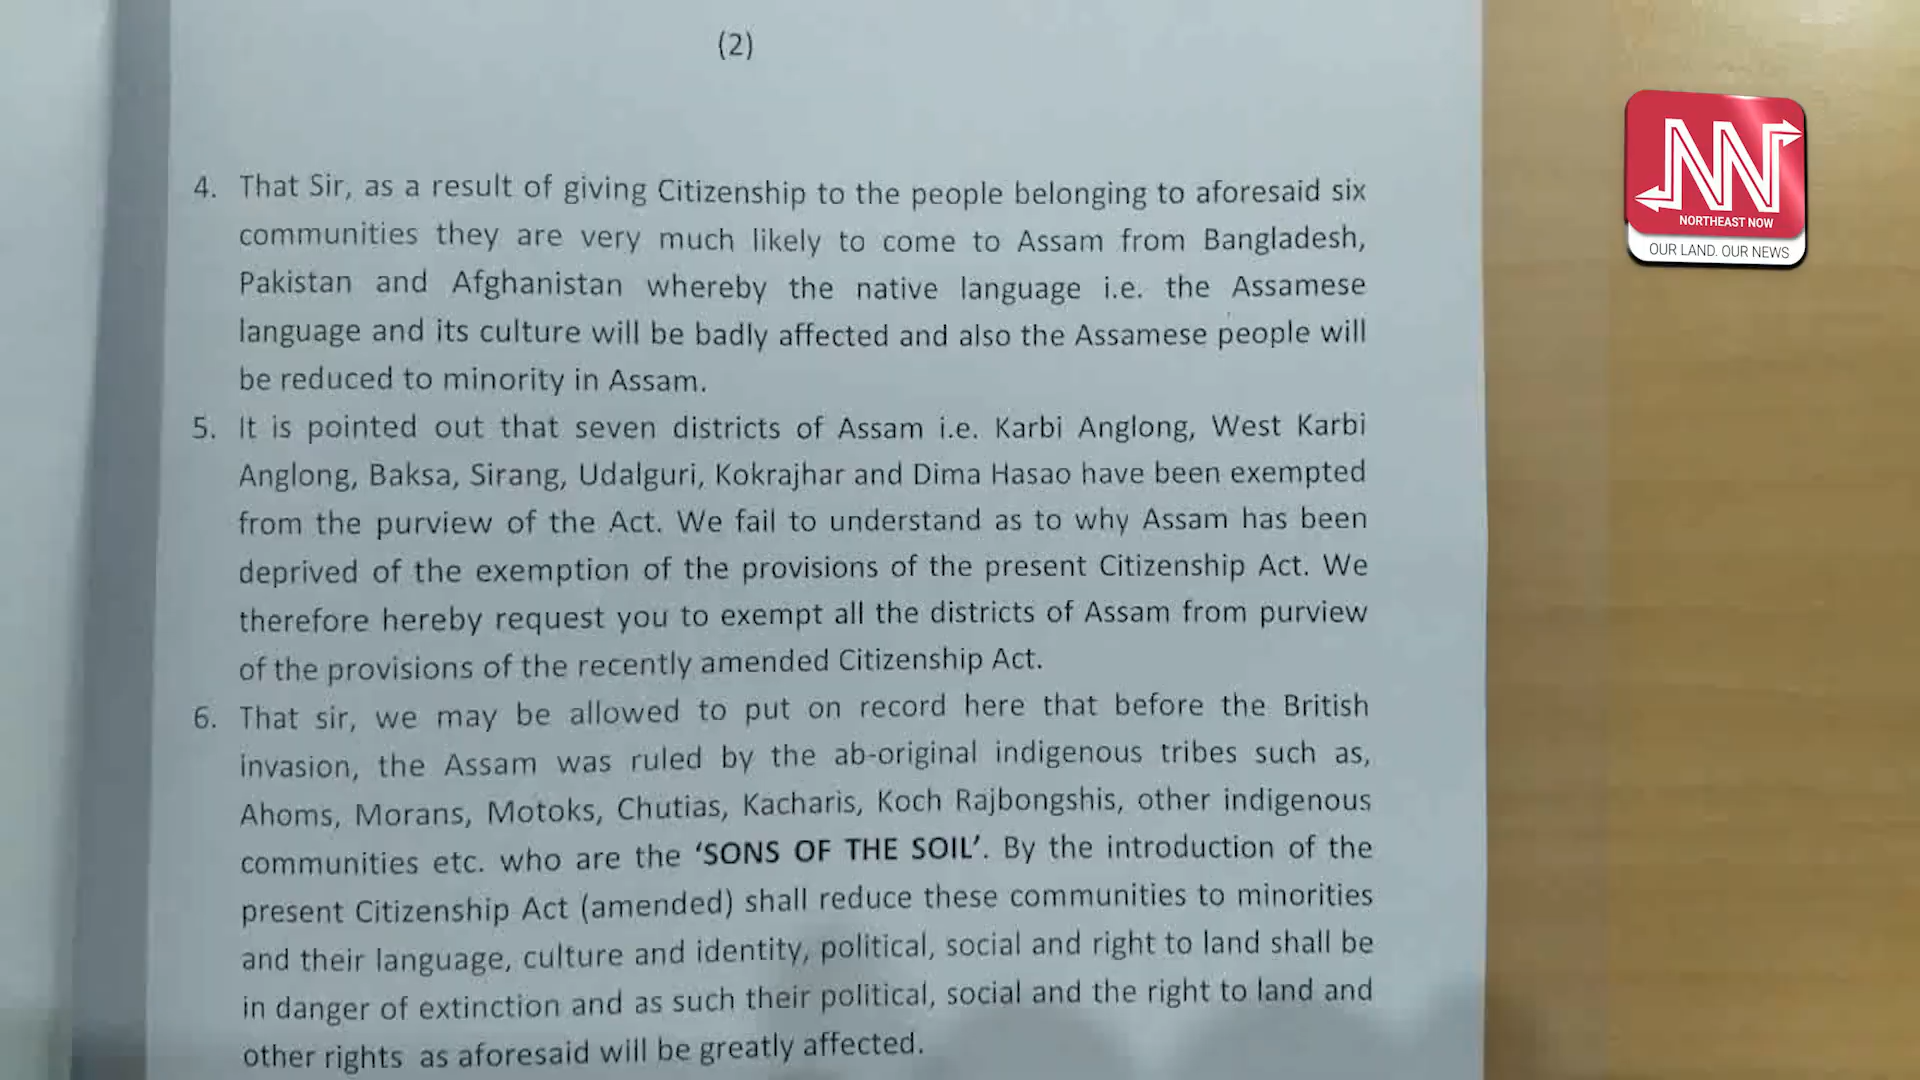 (2)
4. That Sir, as a result of giving Citizenship to the people belonging to aforesaid six
communities they are very much likely to come to Assam from Bangladesh,
Pakistan and Afghanistan whereby the native language i.e. the Assamese
language and its culture will be badly affected and also the Assamese people will
be reduced to minority in Assam.
5. It is pointed out that seven districts of Assam i.e. Karbi Anglong, West Karbi
Anglong, Baksa, Sirang, Udalguri, Kokrajhar and Dima Hasao have been exempted
from the purview of the Act. We fail to understand as to why Assam has been
deprived of the exemption of the provisions of the present Citizenship Act. We
therefore hereby request you to exempt all the districts of Assam from purview
of the provisions of the recently amended Citizenship Act.
6. That sir, we may be allowed to put on record here that before the British
invasion, the Assam was ruled by the ab-original indigenous tribes such as,
Ahoms, Morans, Motoks, Chutias, Kacharis, Koch Rajbongshis, other indigenous
communities etc. who are the ‘SONS OF THE SOIL’. By the introduction of the
present Citizenship Act (amended) shall reduce these communities to minorities
and their language, culture and identity, political, social and right to land shall be
in danger of extinction and as such their political, social and the right to land and
other rights as aforesaid will be greatly affected.
NN
NORTHEAST NOW
OUR LAND. OUR NEWS